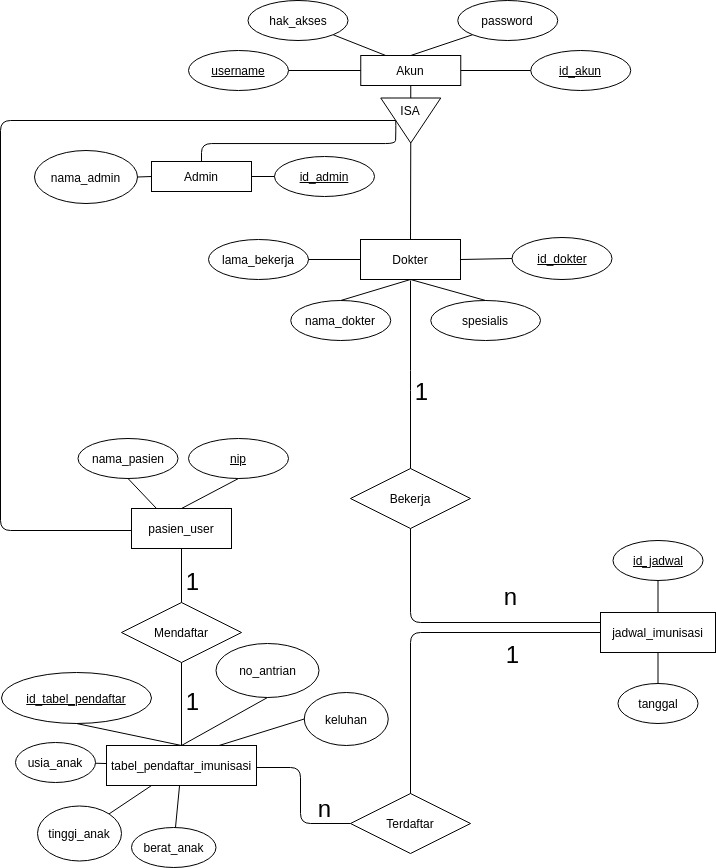 hak_akses
password
username
Akun
id_akun
ISA
nama_admin
Admin
id_admin
lama_bekerja
Dokter
id_dokter
nama_dokter
spesialis
1
nama_pasien
nip
Bekerja
pasien_user
id_jadwal
1
n
Mendaftar
jadwal_imunisasi
1
no_antrian
id_tabel_pendaftar
1
tanggal
keluhan
usia_anak
tabel_pendaftar_imunisasi
n
tinggi_anak
Terdaftar
berat_anak